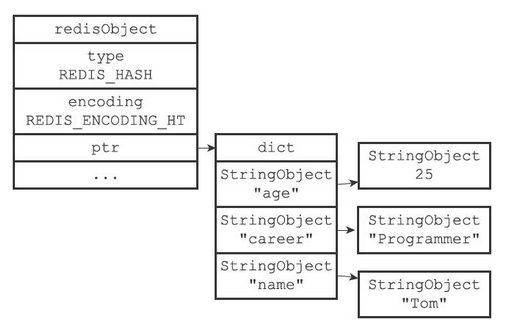 redisObject
type
REDIS_HASH
encoding
REDIS_ENCODING_HT
ptr
...
dict
StringObject
"age"
StringObject
"career"
StringObject
"name"
StringObject
25
StringObject
"Programmer"
StringObject
"Tom"